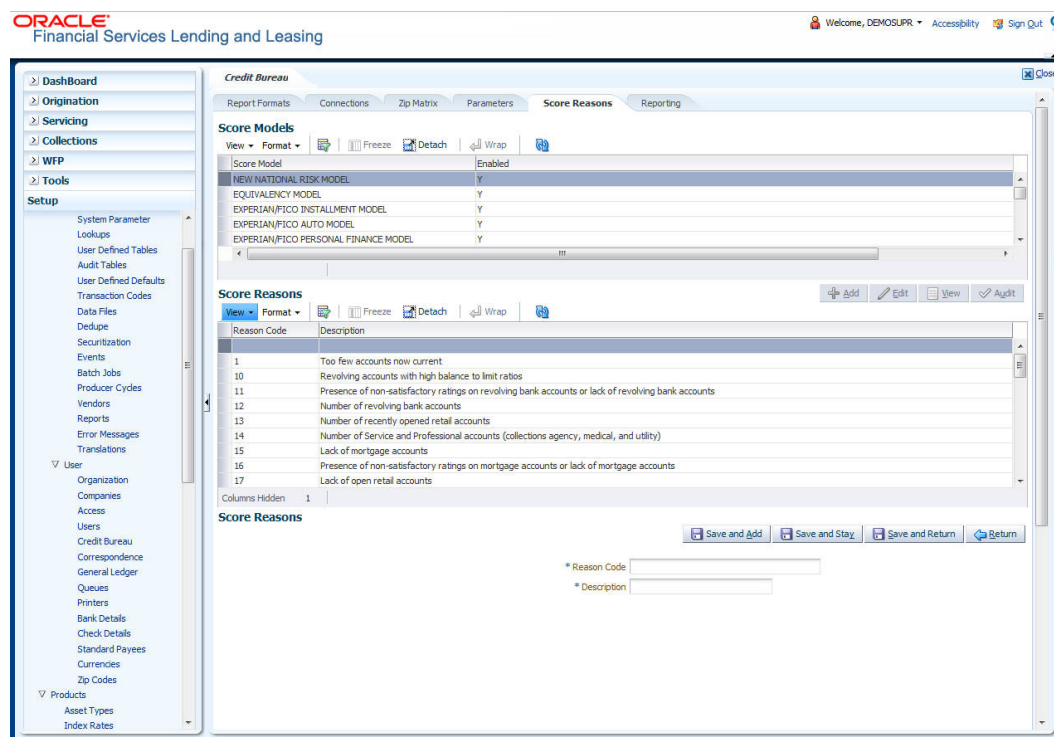 ORACLE®
Financial Services Lending and Leasing
Welcome, DEMOSUPR Accessibility Sign Out
Close
DashBoard
Origination
Servicing
Collections
WFP
Tools
Setup
System Parameter
Lookups
User Defined Tables
Audit Tables
User Defined Defaults
Transaction Codes
Data Files
Dedupe
Securitization
Events
Batch Jobs
Producer Cycles
Vendors
Reports
Error Messages
Translations
User
Organization
Companies
Access
Users
Credit Bureau
Correspondence
General Ledger
Queues
Printers
Bank Details
Check Details
Standard Payees
Currencies
Zip Codes
Products
Asset Types
Index Rates
Credit Bureau
Report Formats Connections Zip Matrix Parameters Score Reasons Reporting
Score Models
View Format Freeze Detach Wrap
Score Model Enabled
NEW NATIONAL RISK MODEL Y
EQUIVALENCY MODEL Y
EXPERIAN/FICO INSTALLMENT MODEL Y
EXPERIAN/FICO AUTO MODEL Y
EXPERIAN/FICO PERSONAL FINANCE MODEL Y
Score Reasons
Add Edit View Audit
View Format Freeze Detach Wrap
Reason Code Description
1 Too few accounts now current
10 Revolving accounts with high balance to limit ratios
11 Presence of non-satisfactory ratings on revolving bank accounts or lack of revolving bank accounts
12 Number of revolving bank accounts
13 Number of recently opened retail accounts
14 Number of Service and Professional accounts (collections agency, medical, and utility)
15 Lack of mortgage accounts
16 Presence of non-satisfactory ratings on mortgage accounts or lack of mortgage accounts
17 Lack of open retail accounts
Columns Hidden 1
Score Reasons
Save and Add Save and Stay Save and Return Return
* Reason Code
* Description